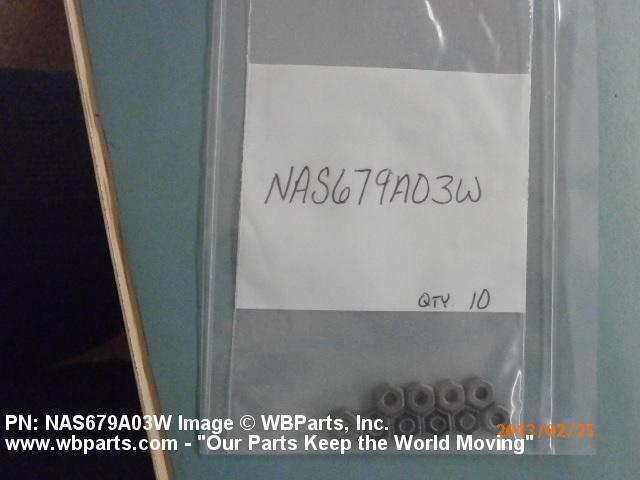 NAS679A03W
QTY. 10
PN: NAS679A03W Image © WBParts, Inc.
2013/02/25
www.wbparts.com - "Our Parts Keep the World Moving"